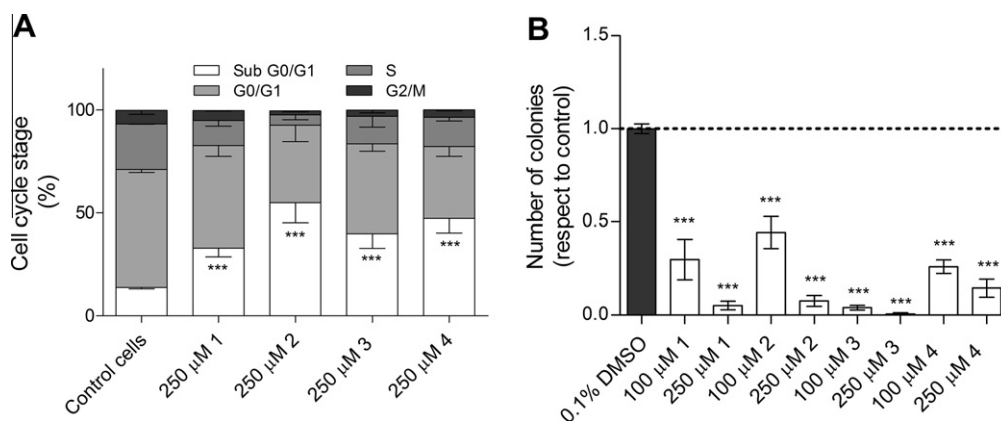 A
Sub G0/G1
S
G0/G1
G2/M
Cell cycle stage
(%)
100
50
0
***
***
***
***
Control cells
250 μM 1
250 μM 2
250 μM 3
250 μM 4
B
Number of colonies
(respect to control)
1.5
1.0
0.5
0.0
***
***
***
***
***
***
***
***
0.1% DMSO
100 μM 1
250 μM 1
100 μM 2
250 μM 2
100 μM 3
250 μM 3
100 μM 4
250 μM 4